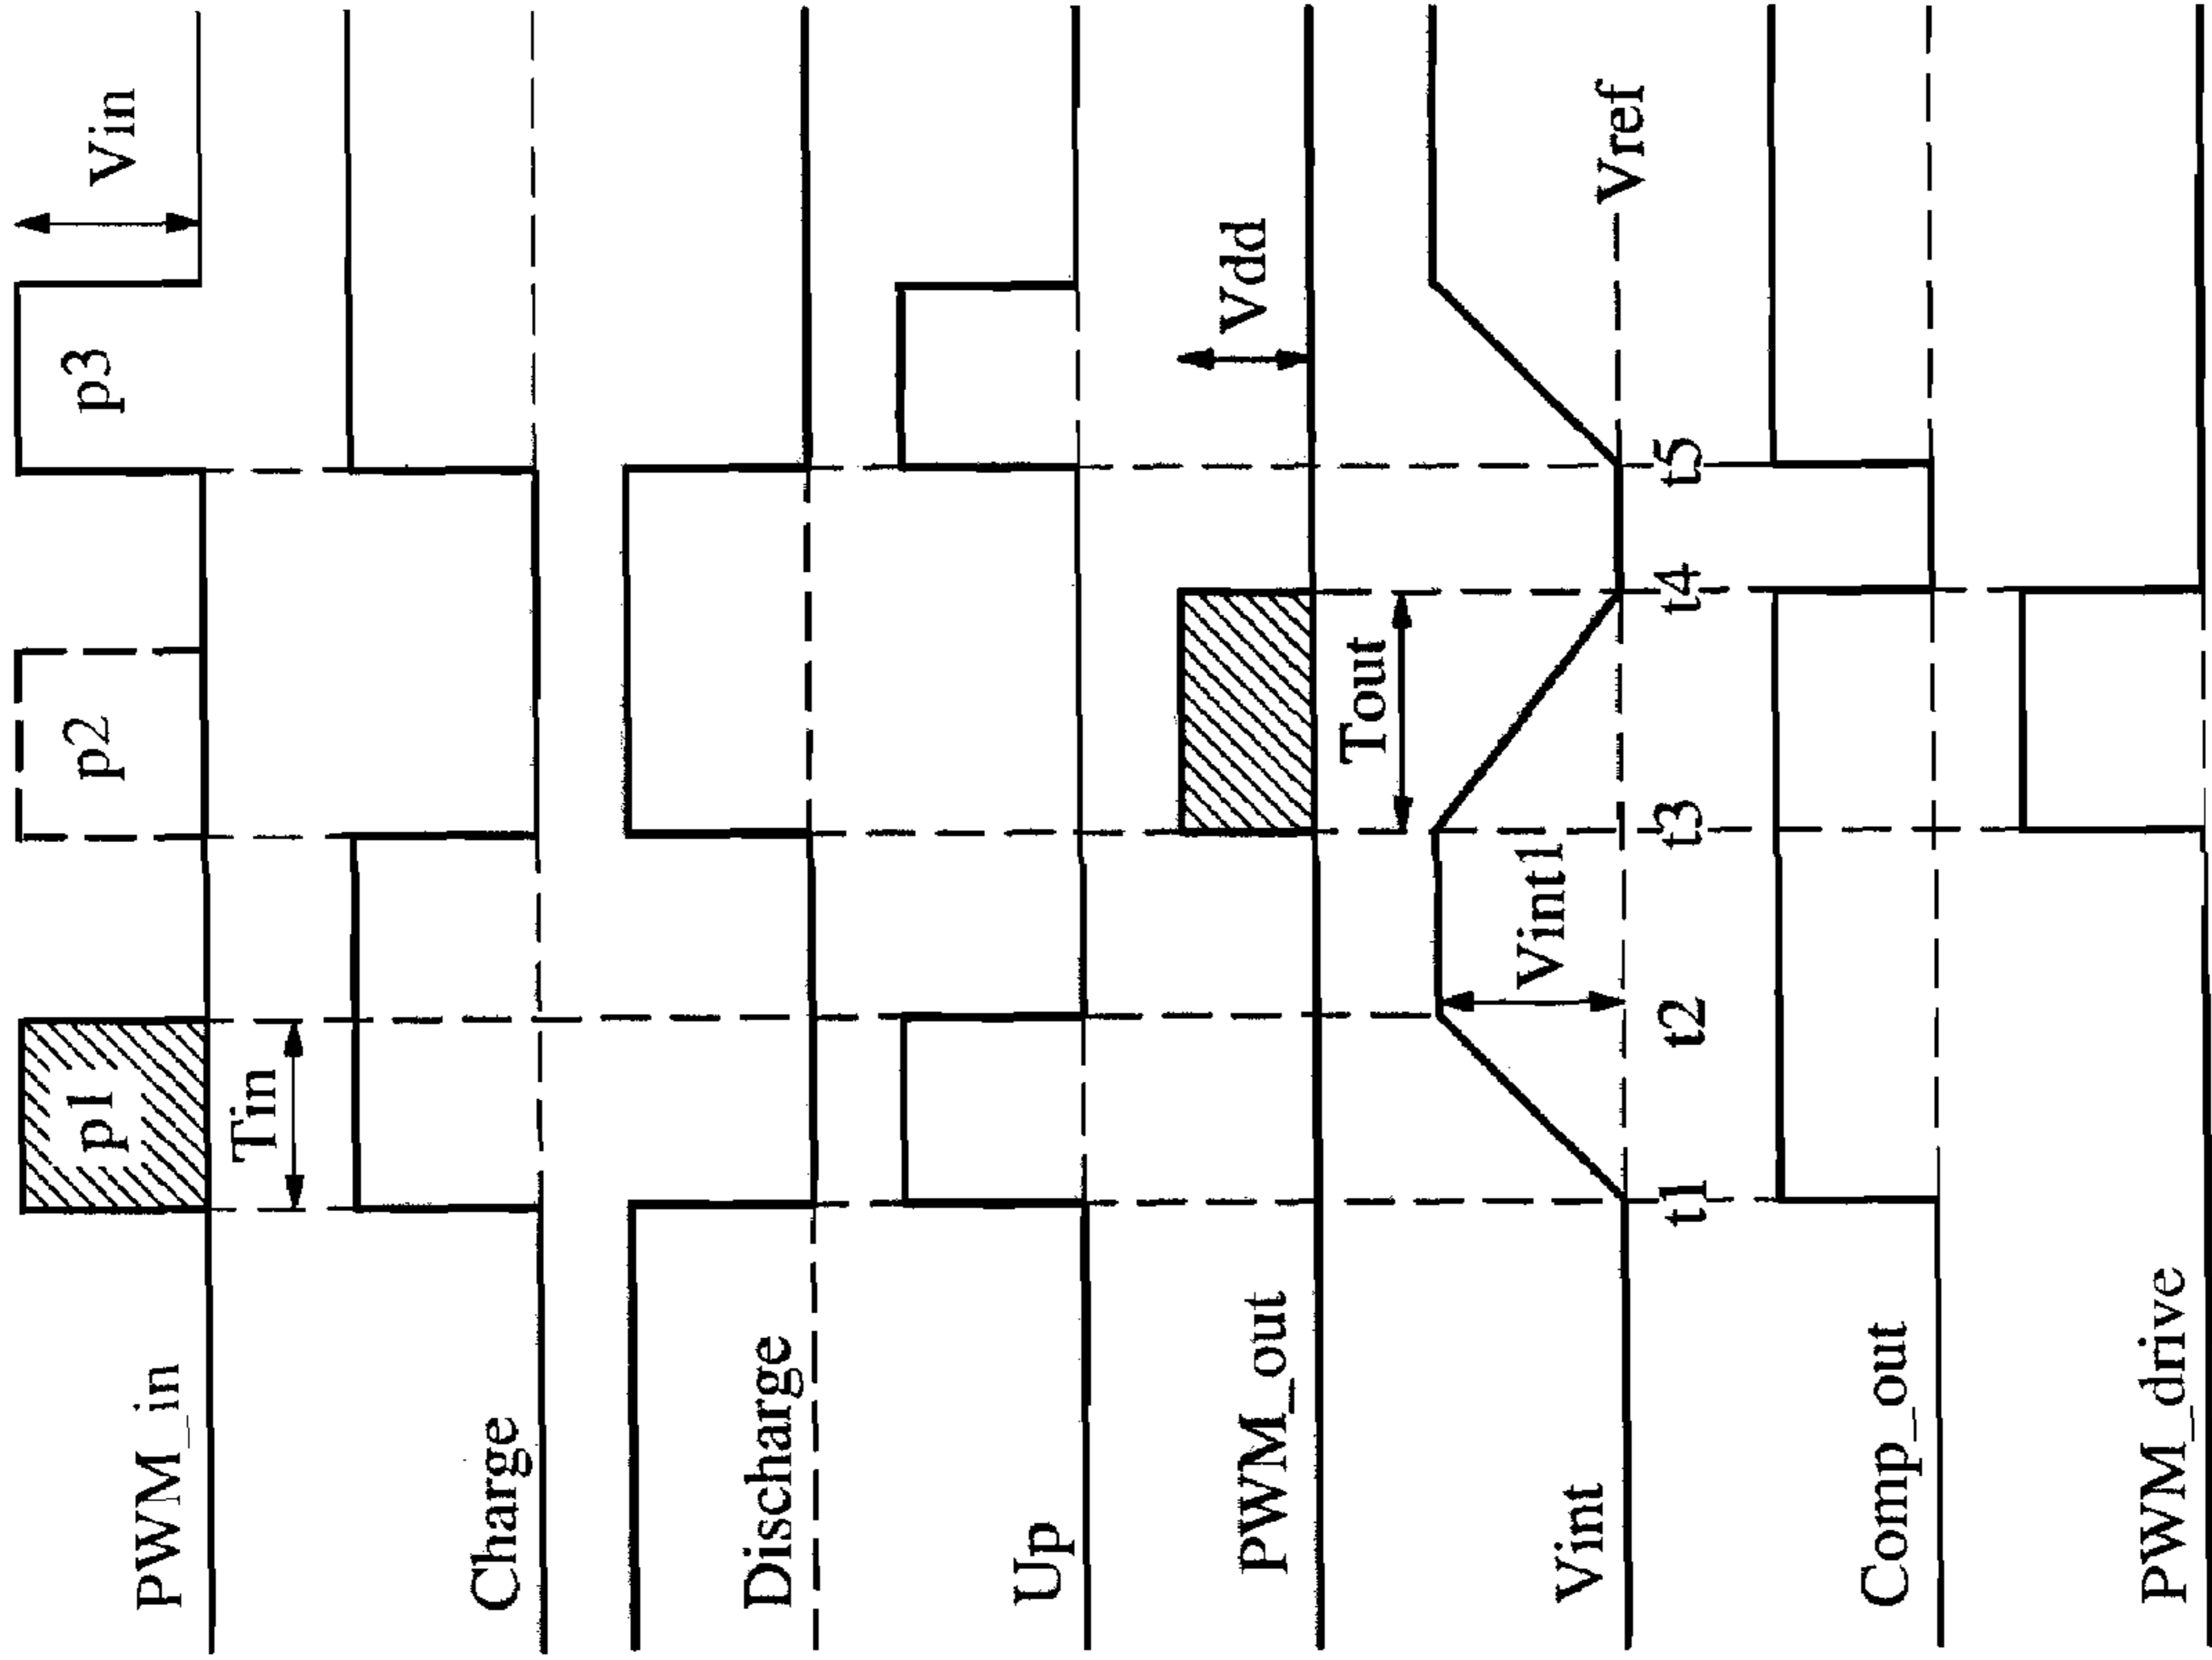 PWM_in
p1
p2
p3
Vin
Tin
Charge
Discharge
Up
PWM_out
Vdd
Tout
Vint
Vint1
Vref
t1
t2
t3
t4
t5
Comp_out
PWM_drive